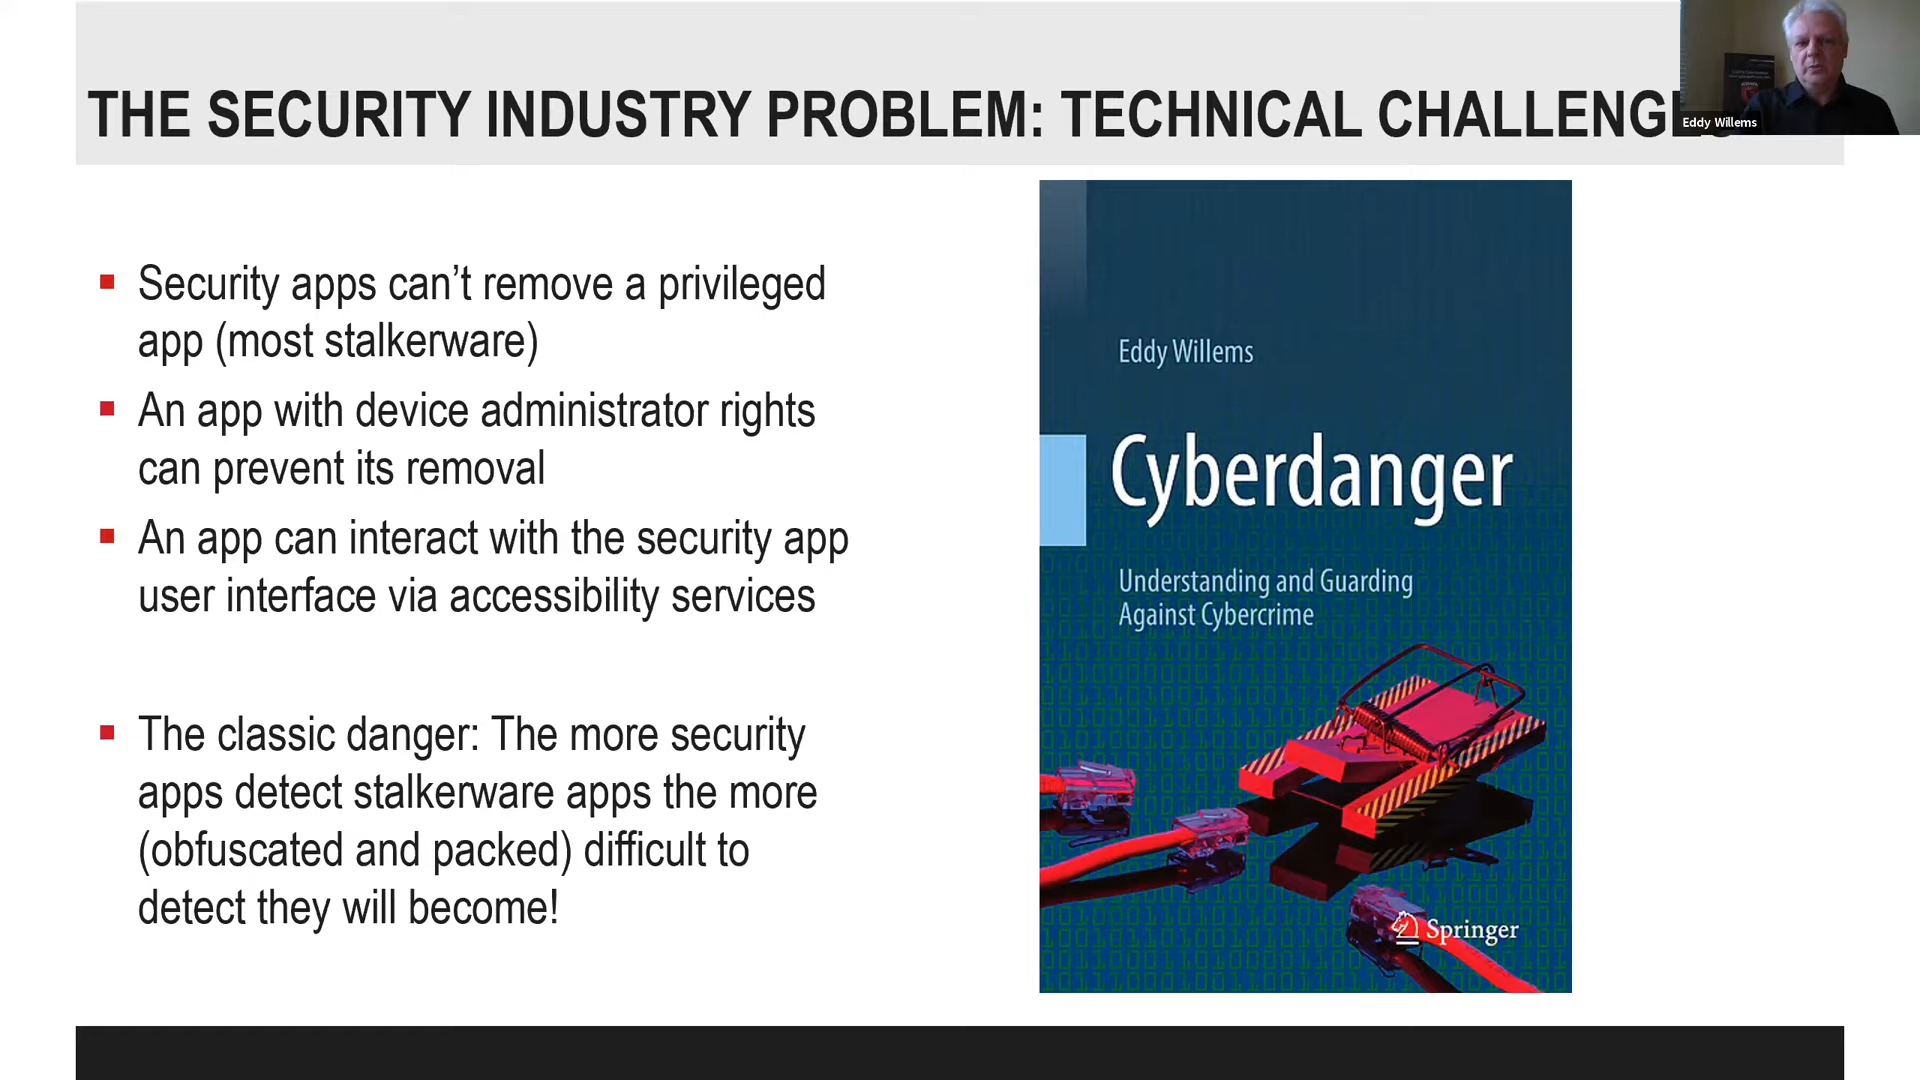 THE SECURITY INDUSTRY PROBLEM: TECHNICAL CHALLENGES
Eddy Willems
Security apps can’t remove a privileged
app (most stalkerware)
An app with device administrator rights
can prevent its removal
An app can interact with the security app
user interface via accessibility services
The classic danger: The more security
apps detect stalkerware apps the more
(obfuscated and packed) difficult to
detect they will become!
Eddy Willems
Cyberdanger
Understanding and Guarding
Against Cybercrime
Springer